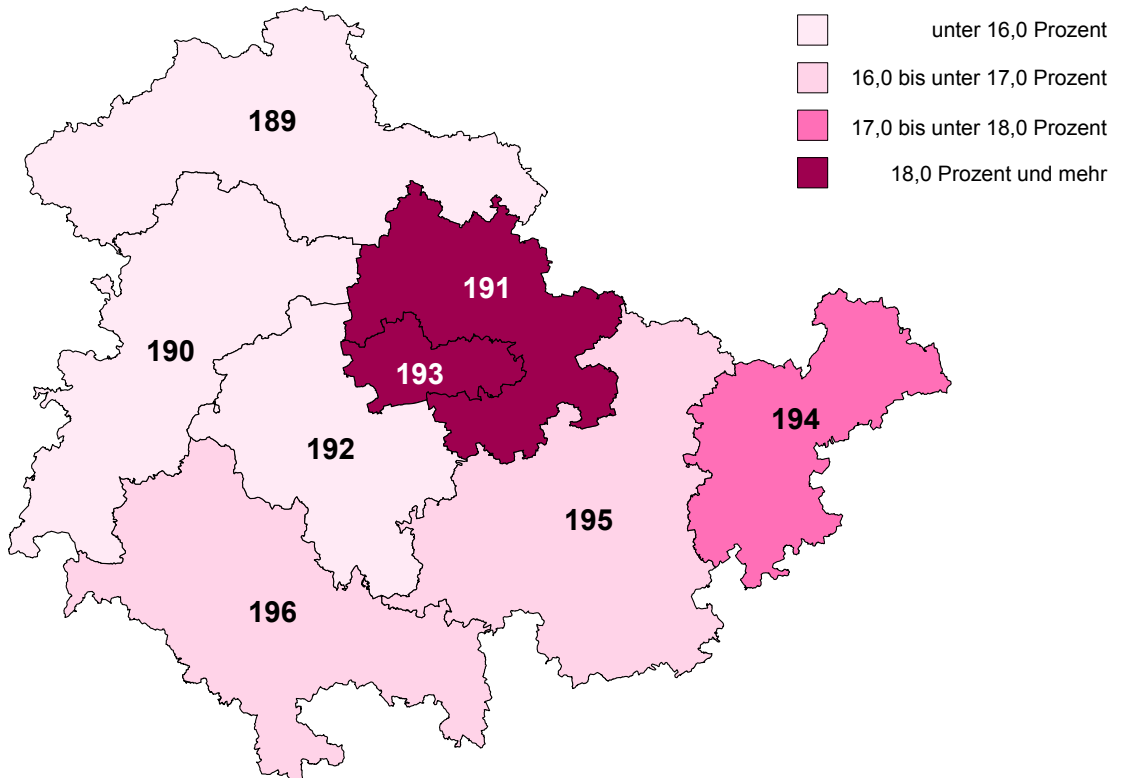 unter 16,0 Prozent
16,0 bis unter 17,0 Prozent
17,0 bis unter 18,0 Prozent
18,0 Prozent und mehr
189
191
190
193
194
192
195
196